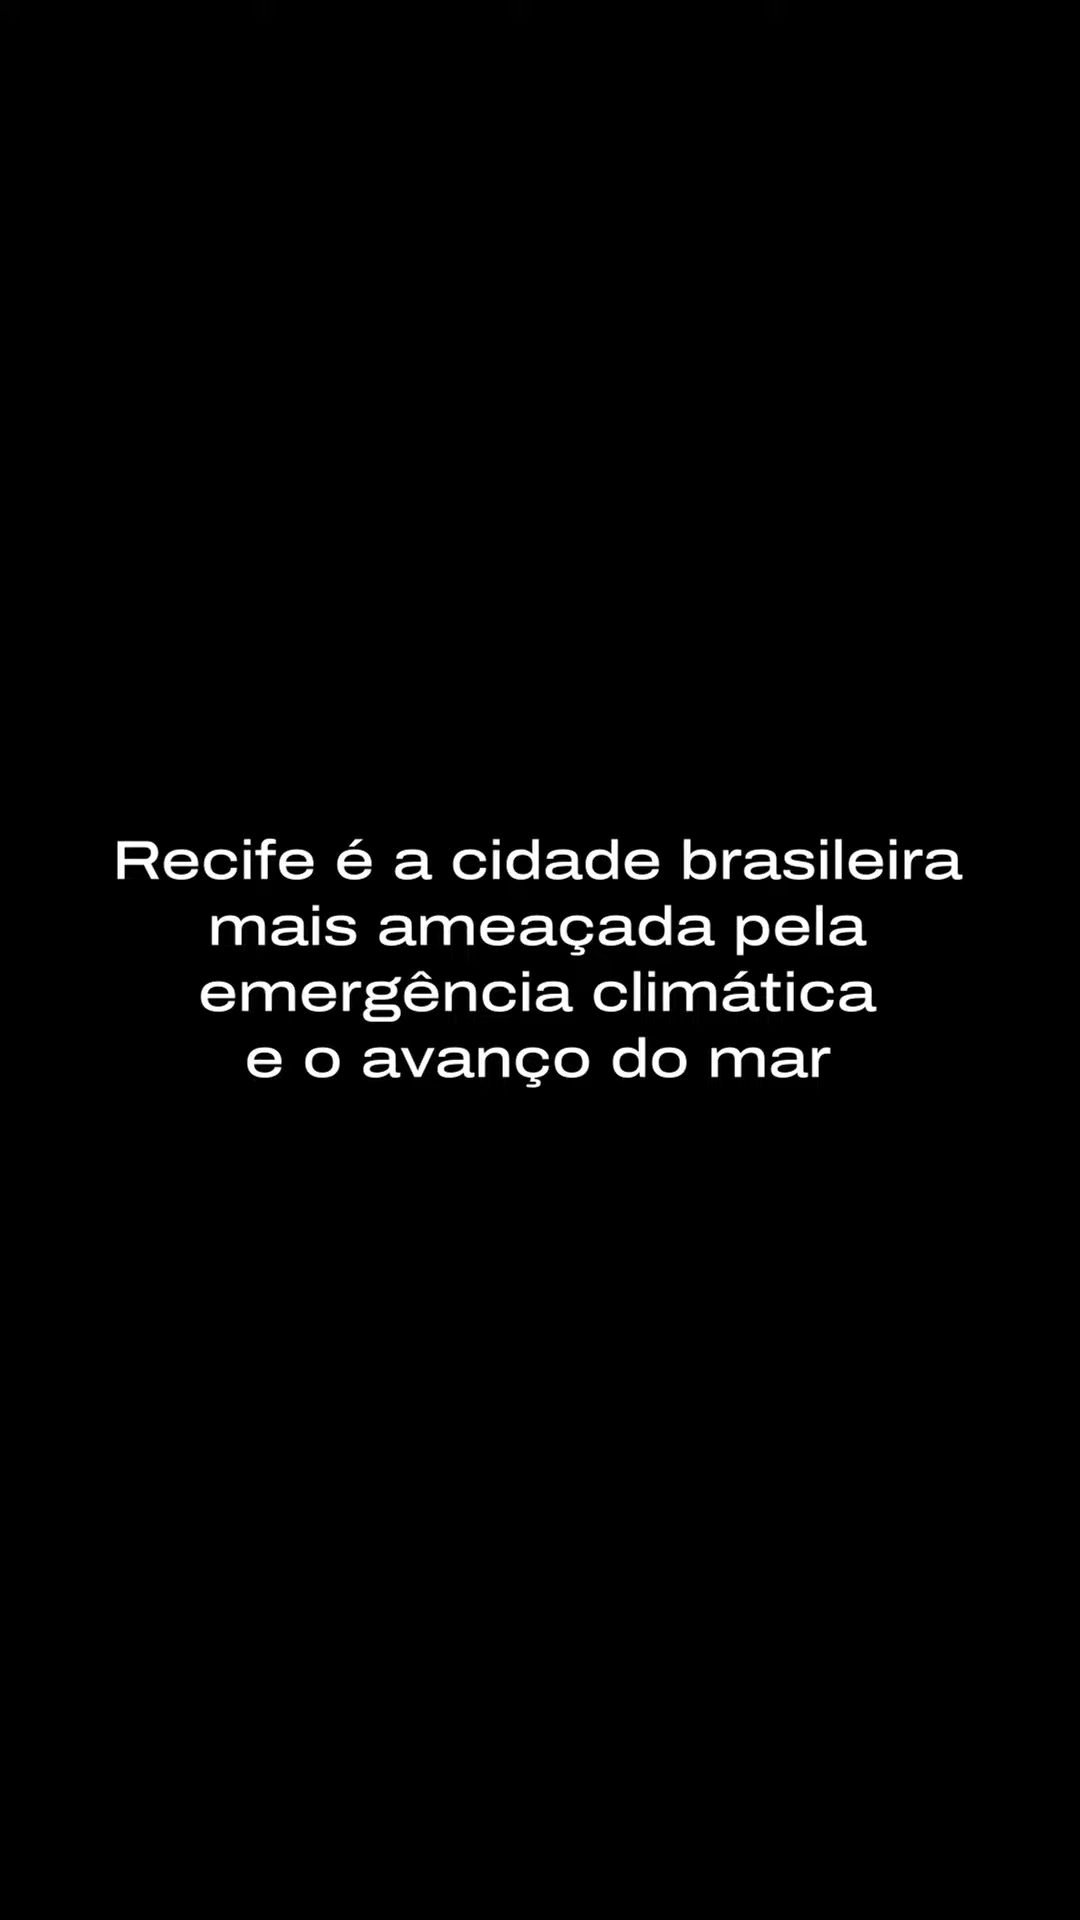 Recife é a cidade brasileira
mais ameaçada pela
emergência climática
e o avanço do mar